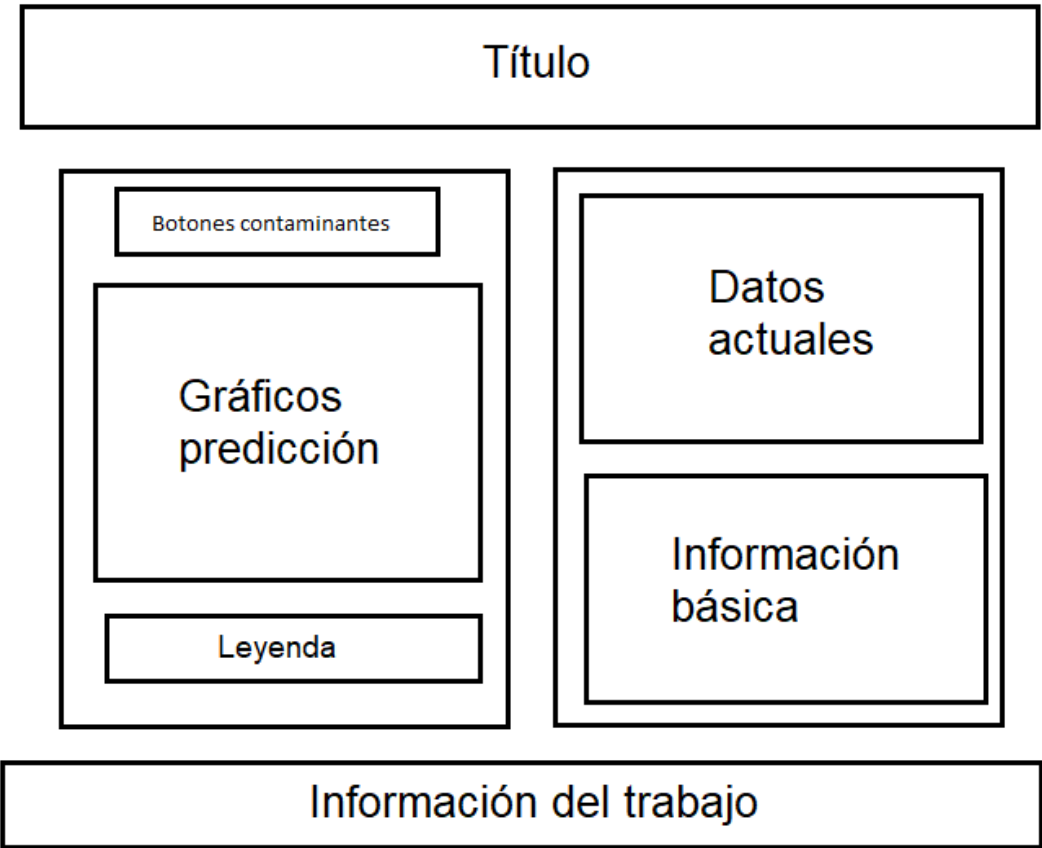 Título
Botones contaminantes
Gráficos
predicción
Leyenda
Datos
actuales
Información
básica
Información del trabajo